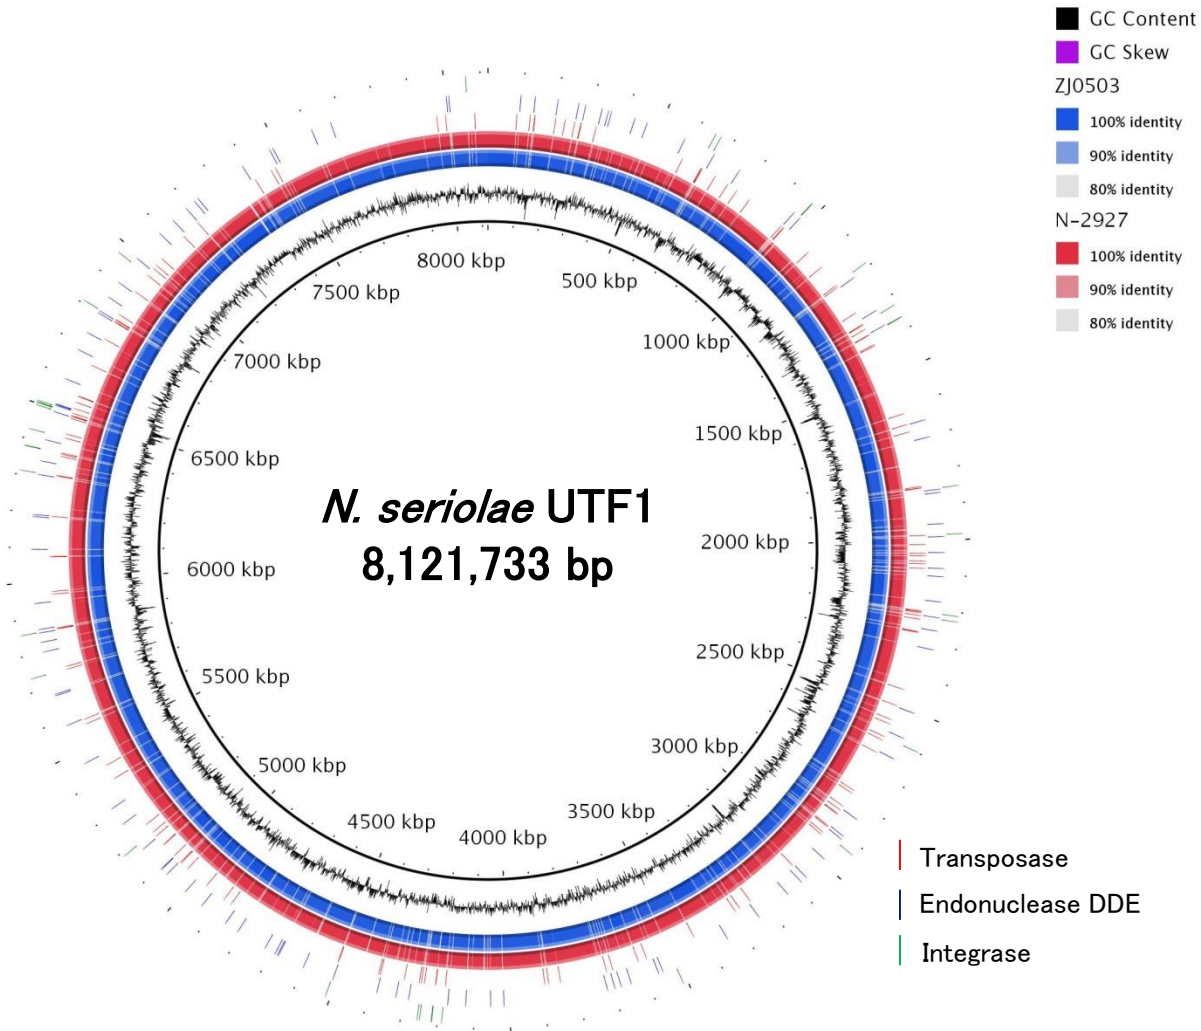 GC Content
GC Skew
ZJ0503
100% identity
90% identity
80% identity
N-2927
100% identity
90% identity
80% identity
8000 kbp
500 kbp
7500 kbp
1000 kbp
7000 kbp
1500 kbp
6500 kbp
N. seriolae UTF1
8,121,733 bp
2000 kbp
6000 kbp
2500 kbp
5500 kbp
3000 kbp
5000 kbp
3500 kbp
4500 kbp
4000 kbp
Transposase
Endonuclease DDE
Integrase